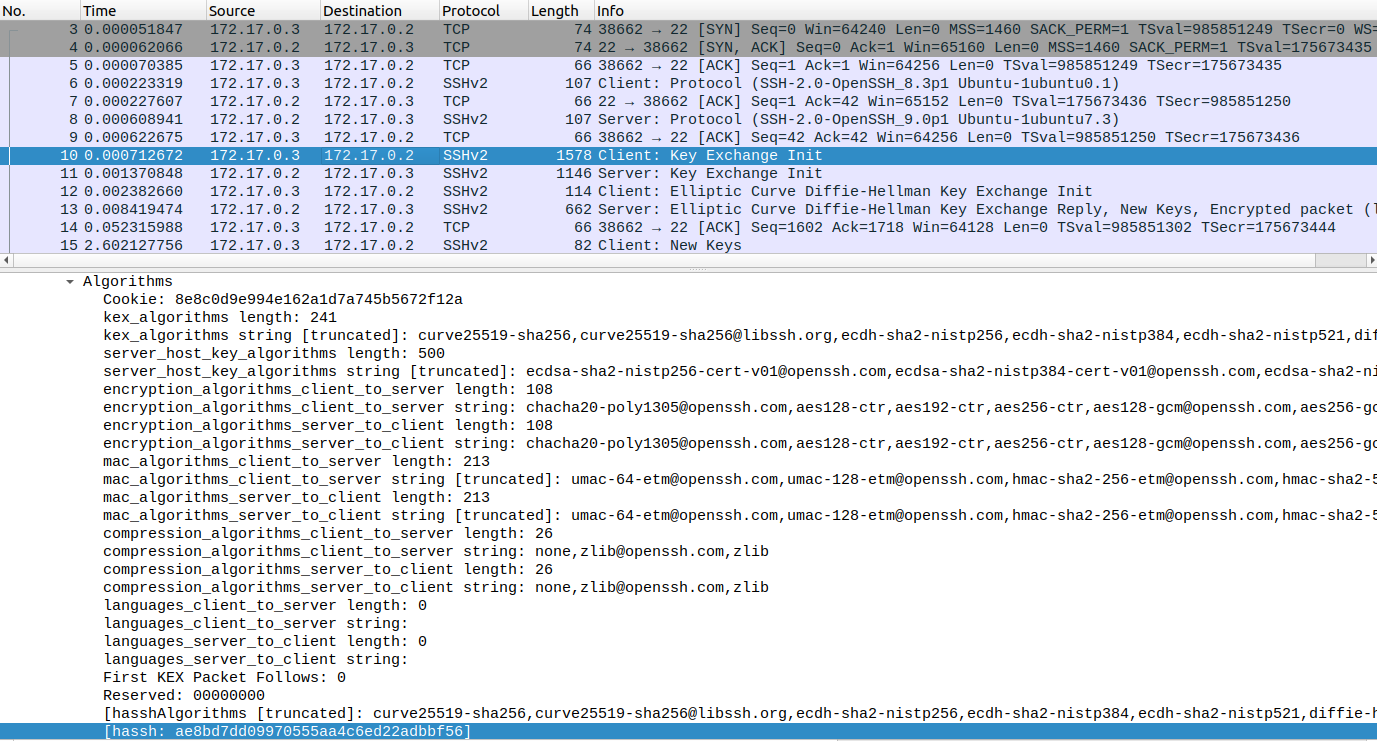 No. Time Source Destination Protocol Length Info
3 0.000051847 172.17.0.3 172.17.0.2 TCP 74 38662 → 22 [SYN] Seq=0 Win=64240 Len=0 MSS=1460 SACK_PERM=1 TSval=985851249 TSecr=0 WS=
4 0.000062066 172.17.0.2 172.17.0.3 TCP 74 22 → 38662 [SYN, ACK] Seq=0 Ack=1 Win=65160 Len=0 MSS=1460 SACK_PERM=1 TSval=175673435
5 0.000070385 172.17.0.3 172.17.0.2 TCP 66 38662 → 22 [ACK] Seq=1 Ack=1 Win=64256 Len=0 TSval=985851249 TSecr=175673435
6 0.000223319 172.17.0.3 172.17.0.2 SSHv2 107 Client: Protocol (SSH-2.0-OpenSSH_8.3p1 Ubuntu-1ubuntu0.1)
7 0.000227607 172.17.0.2 172.17.0.3 TCP 66 22 → 38662 [ACK] Seq=1 Ack=42 Win=65152 Len=0 TSval=175673436 TSecr=985851250
8 0.000608941 172.17.0.2 172.17.0.3 SSHv2 107 Server: Protocol (SSH-2.0-OpenSSH_9.0p1 Ubuntu-1ubuntu7.3)
9 0.000622675 172.17.0.3 172.17.0.2 TCP 66 38662 → 22 [ACK] Seq=42 Ack=42 Win=64256 Len=0 TSval=985851250 TSecr=175673436
10 0.000712672 172.17.0.3 172.17.0.2 SSHv2 1578 Client: Key Exchange Init
11 0.001370848 172.17.0.2 172.17.0.3 SSHv2 1146 Server: Key Exchange Init
12 0.002382660 172.17.0.3 172.17.0.2 SSHv2 114 Client: Elliptic Curve Diffie-Hellman Key Exchange Init
13 0.008419474 172.17.0.2 172.17.0.3 SSHv2 662 Server: Elliptic Curve Diffie-Hellman Key Exchange Reply, New Keys, Encrypted packet (l
14 0.052315988 172.17.0.3 172.17.0.2 TCP 66 38662 → 22 [ACK] Seq=1602 Ack=1718 Win=64128 Len=0 TSval=985851302 TSecr=175673444
15 2.602127756 172.17.0.3 172.17.0.2 SSHv2 82 Client: New Keys
Algorithms
Cookie: 8e8c0d9e994e162a1d7a745b5672f12a
kex_algorithms length: 241
kex_algorithms string [truncated]: curve25519-sha256,curve25519-sha256@libssh.org,ecdh-sha2-nistp256,ecdh-sha2-nistp384,ecdh-sha2-nistp521,dif
server_host_key_algorithms length: 500
server_host_key_algorithms string [truncated]: ecdsa-sha2-nistp256-cert-v01@openssh.com,ecdsa-sha2-nistp384-cert-v01@openssh.com,ecdsa-sha2-ni
encryption_algorithms_client_to_server length: 108
encryption_algorithms_client_to_server string: chacha20-poly1305@openssh.com,aes128-ctr,aes192-ctr,aes256-ctr,aes128-gcm@openssh.com,aes256-gc
encryption_algorithms_server_to_client length: 108
encryption_algorithms_server_to_client string: chacha20-poly1305@openssh.com,aes128-ctr,aes192-ctr,aes256-ctr,aes128-gcm@openssh.com,aes256-gc
mac_algorithms_client_to_server length: 213
mac_algorithms_client_to_server string [truncated]: umac-64-etm@openssh.com,umac-128-etm@openssh.com,hmac-sha2-256-etm@openssh.com,hmac-sha2-5
mac_algorithms_server_to_client length: 213
mac_algorithms_server_to_client string [truncated]: umac-64-etm@openssh.com,umac-128-etm@openssh.com,hmac-sha2-256-etm@openssh.com,hmac-sha2-5
compression_algorithms_client_to_server length: 26
compression_algorithms_client_to_server string: none,zlib@openssh.com,zlib
compression_algorithms_server_to_client length: 26
compression_algorithms_server_to_client string: none,zlib@openssh.com,zlib
languages_client_to_server length: 0
languages_client_to_server string:
languages_server_to_client length: 0
languages_server_to_client string:
First KEX Packet Follows: 0
Reserved: 00000000
[hasshAlgorithms [truncated]: curve25519-sha256,curve25519-sha256@libssh.org,ecdh-sha2-nistp256,ecdh-sha2-nistp384,ecdh-sha2-nistp521,diffie-h
[hassh: ae8bd7dd09970555aa4c6ed22adbbf56]